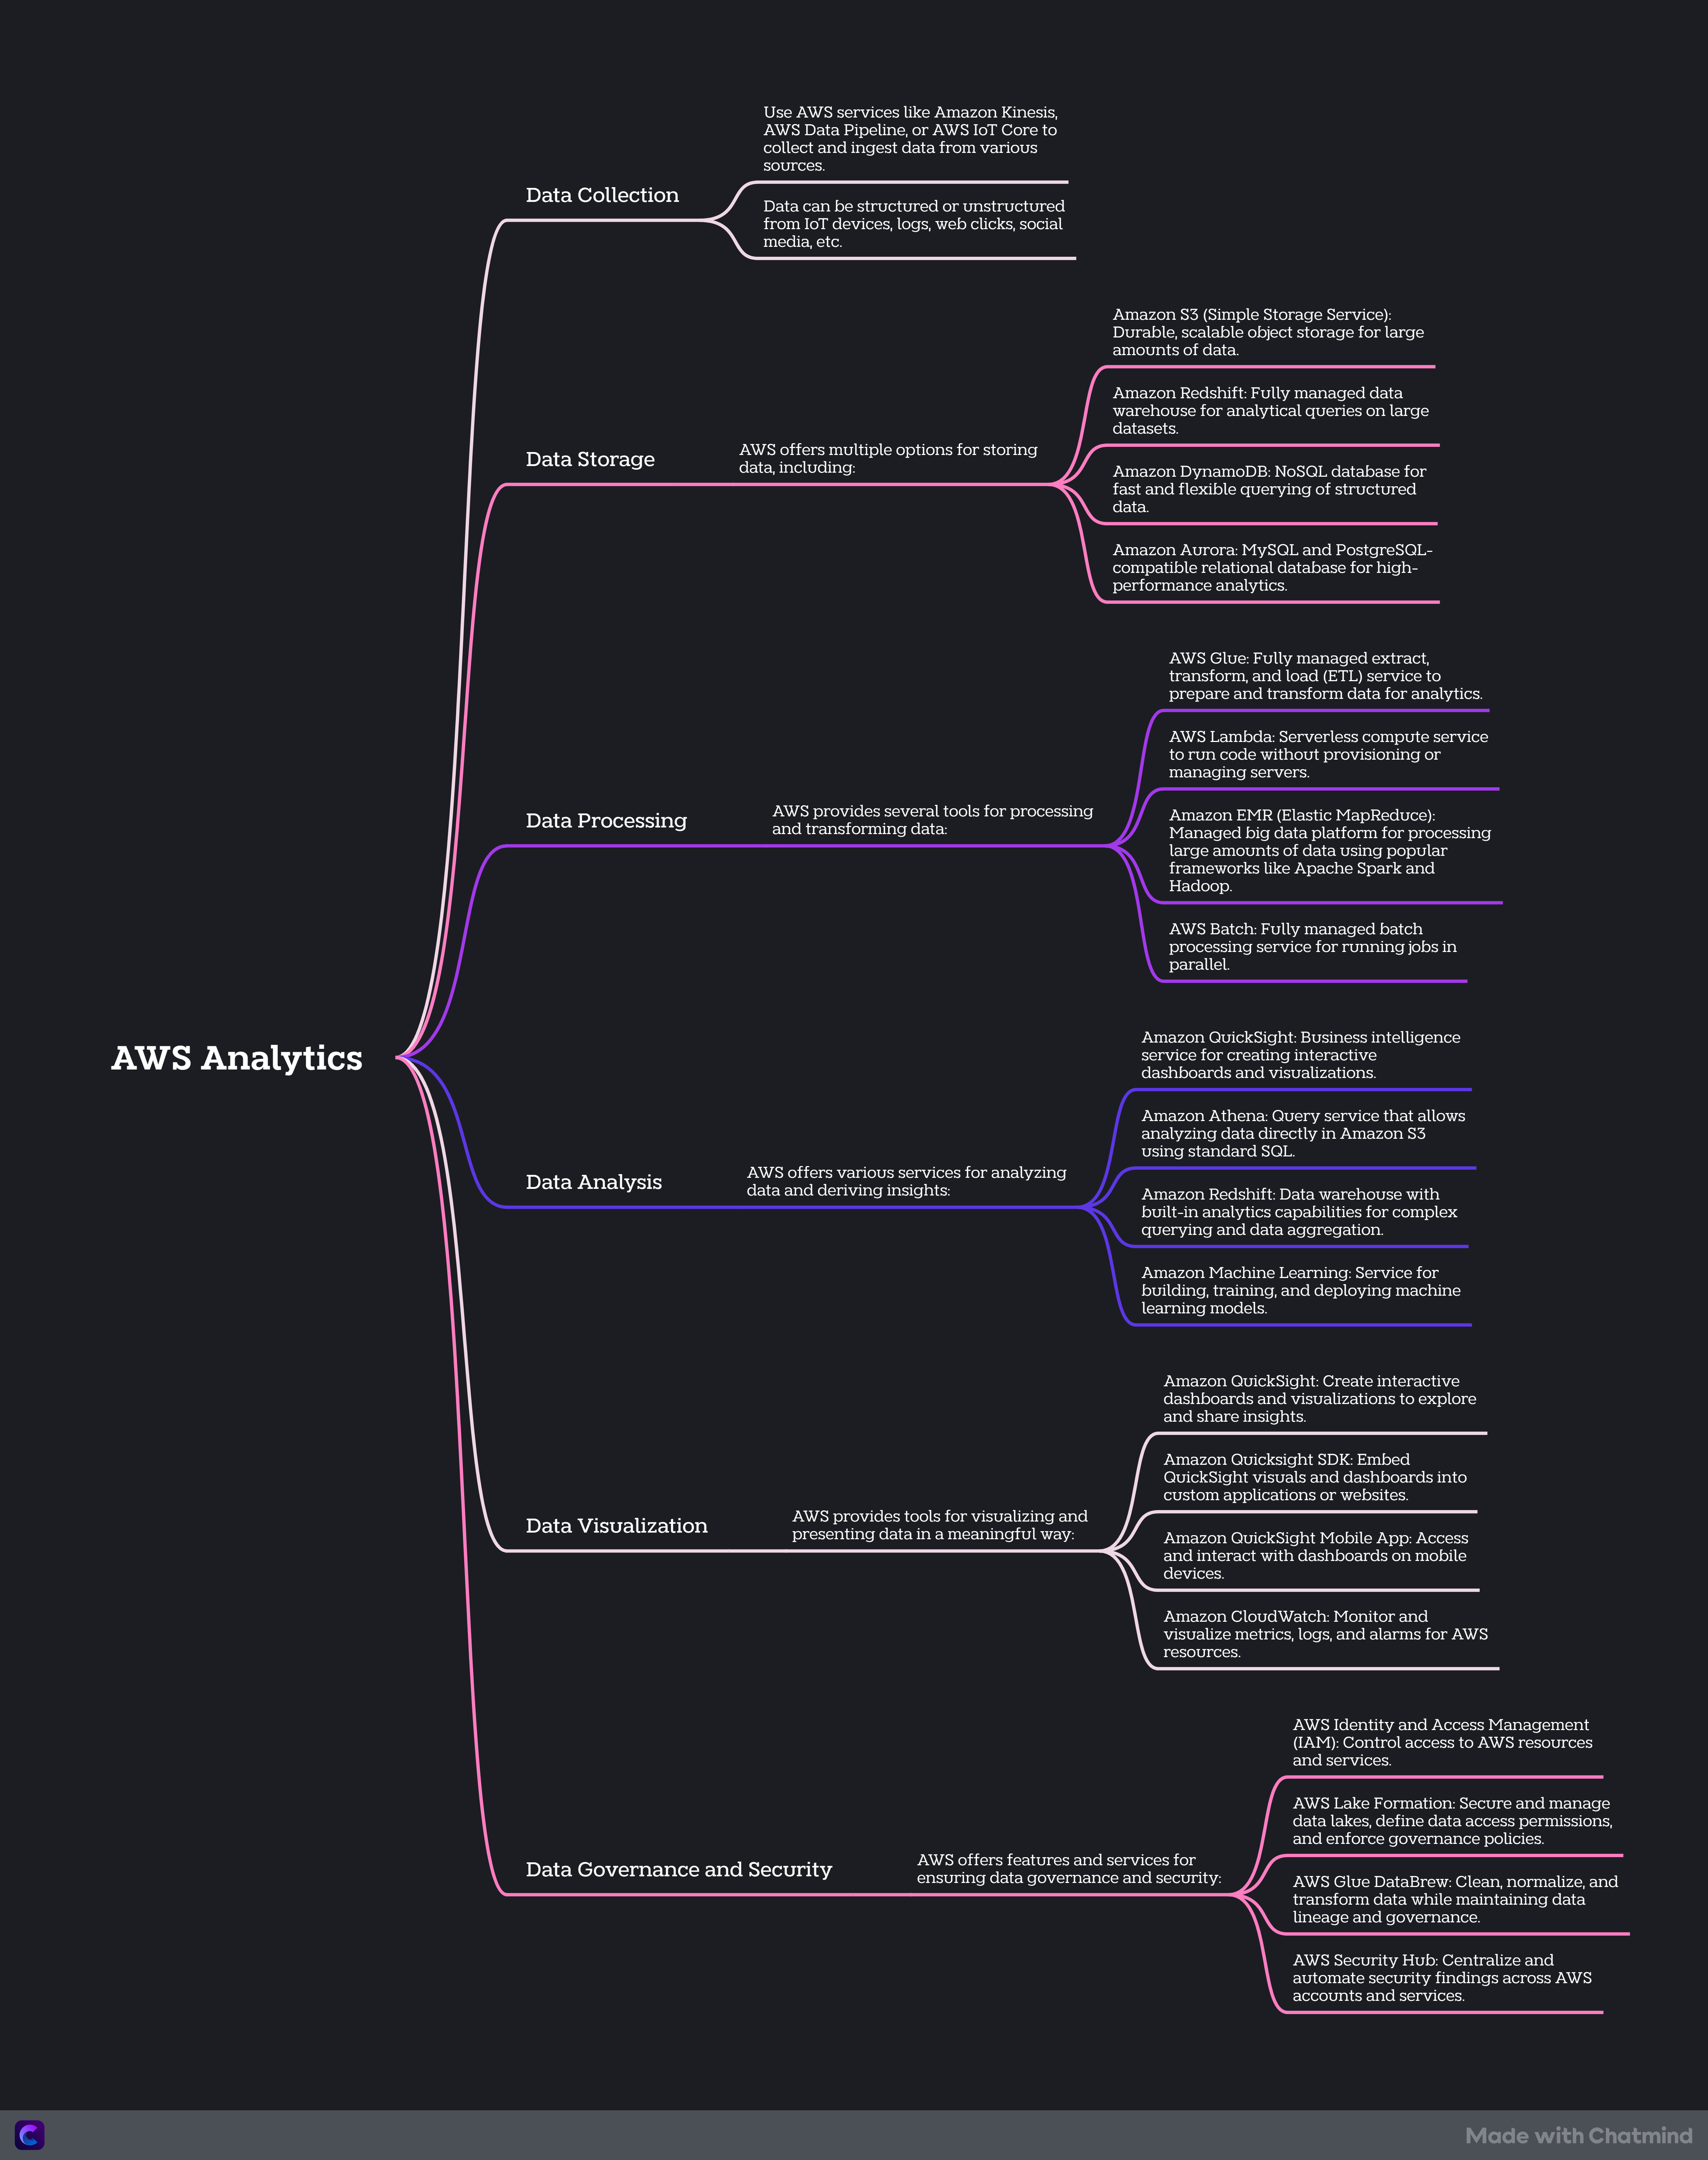 AWS Analytics
Data Collection
Use AWS services like Amazon Kinesis,
AWS Data Pipeline, or AWS IoT Core to
collect and ingest data from various
sources.
Data can be structured or unstructured
from IoT devices, logs, web clicks, social
media, etc.
Data Storage
AWS offers multiple options for storing
data, including:
Amazon S3 (Simple Storage Service):
Durable, scalable object storage for large
amounts of data.
Amazon Redshift: Fully managed data
warehouse for analytical queries on large
datasets.
Amazon DynamoDB: NoSQL database for
fast and flexible querying of structured
data.
Amazon Aurora: MySQL and PostgreSQL-
compatible relational database for high-
performance analytics.
Data Processing
AWS provides several tools for processing
and transforming data:
AWS Glue: Fully managed extract,
transform, and load (ETL) service to
prepare and transform data for analytics.
AWS Lambda: Serverless compute service
to run code without provisioning or
managing servers.
Amazon EMR (Elastic MapReduce):
Managed big data platform for processing
large amounts of data using popular
frameworks like Apache Spark and
Hadoop.
AWS Batch: Fully managed batch
processing service for running jobs in
parallel.
Data Analysis
AWS offers various services for analyzing
data and deriving insights:
Amazon QuickSight: Business intelligence
service for creating interactive
dashboards and visualizations.
Amazon Athena: Query service that allows
analyzing data directly in Amazon S3
using standard SQL.
Amazon Redshift: Data warehouse with
built-in analytics capabilities for complex
querying and data aggregation.
Amazon Machine Learning: Service for
building, training, and deploying machine
learning models.
Data Visualization
AWS provides tools for visualizing and
presenting data in a meaningful way:
Amazon QuickSight: Create interactive
dashboards and visualizations to explore
and share insights.
Amazon Quicksight SDK: Embed
QuickSight visuals and dashboards into
custom applications or websites.
Amazon QuickSight Mobile App: Access
and interact with dashboards on mobile
devices.
Amazon CloudWatch: Monitor and
visualize metrics, logs, and alarms for AWS
resources.
Data Governance and Security
AWS offers features and services for
ensuring data governance and security:
AWS Identity and Access Management
(IAM): Control access to AWS resources
and services.
AWS Lake Formation: Secure and manage
data lakes, define data access permissions,
and enforce governance policies.
AWS Glue DataBrew: Clean, normalize, and
transform data while maintaining data
lineage and governance.
AWS Security Hub: Centralize and
automate security findings across AWS
accounts and services.
Made with Chatmind